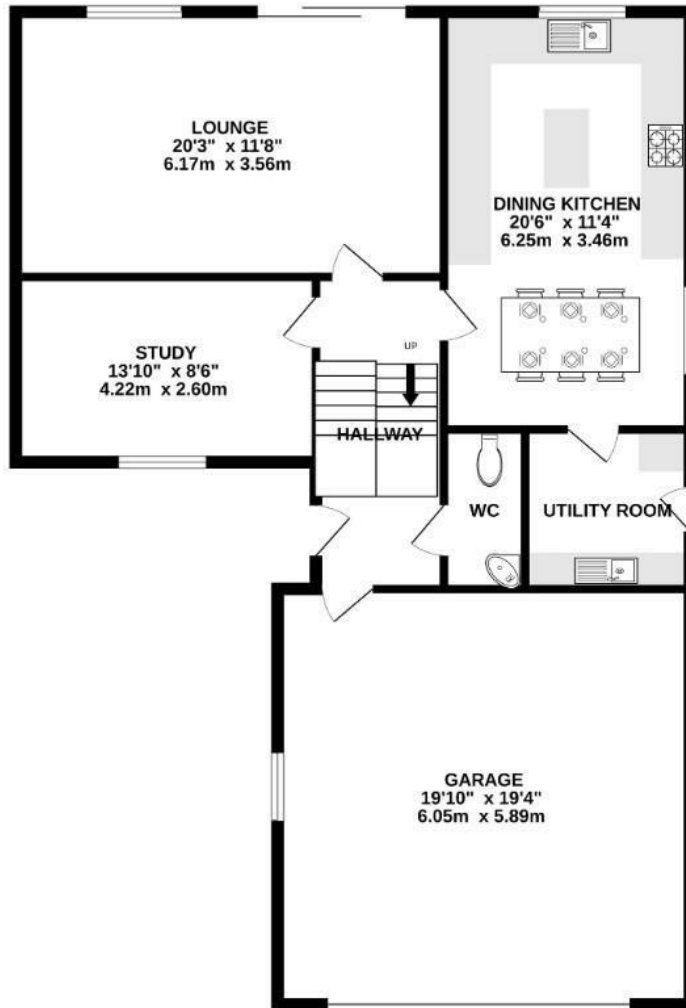 LOUNGE
20'3" x 11'8"
6.17m x 3.56m
DINING KITCHEN
20'6" x 11'4"
6.25m x 3.46m
STUDY
13'10" x 8'6"
4.22m x 2.60m
UP
HALLWAY
WC
UTILITY ROOM
GARAGE
19'10" x 19'4"
6.05m x 5.89m